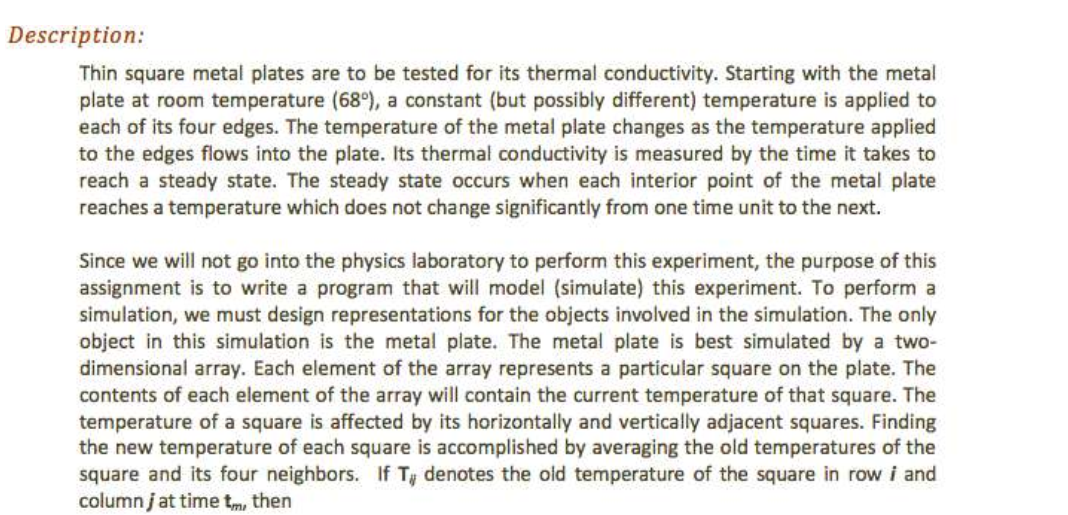 Description:
Thin square metal plates are to be tested for its thermal conductivity. Starting with the metal
plate at room temperature (68º), a constant (but possibly different) temperature is applied to
each of its four edges. The temperature of the metal plate changes as the temperature applied
to the edges flows into the plate. Its thermal conductivity is measured by the time it takes to
reach a steady state. The steady state occurs when each interior point of the metal plate
reaches a temperature which does not change significantly from one time unit to the next.
Since we will not go into the physics laboratory to perform this experiment, the purpose of this
assignment is to write a program that will model (simulate) this experiment. To perform a
simulation, we must design representations for the objects involved in the simulation. The only
object in this simulation is the metal plate. The metal plate is best simulated by a two-
dimensional array. Each element of the array represents a particular square on the plate. The
contents of each element of the array will contain the current temperature of that square. The
temperature of a square is affected by its horizontally and vertically adjacent squares. Finding
the new temperature of each square is accomplished by averaging the old temperatures of the
square and its four neighbors. If Tij denotes the old temperature of the square in row i and
column j at time tm, then